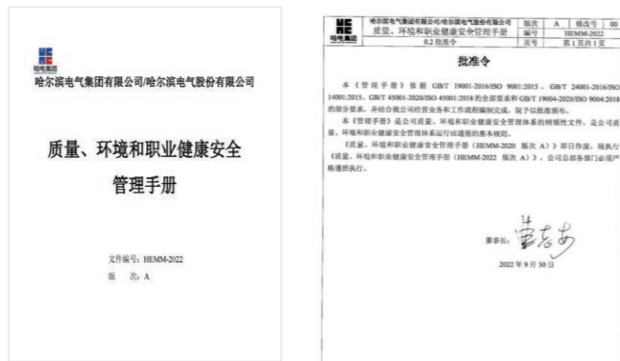 哈电集团
哈尔滨电气集团有限公司/哈尔滨电气股份有限公司
质量、环境和职业健康安全
管理手册
文件编号：HEMM-2022
版 次：A
哈电集团
哈尔滨电气集团有限公司/哈尔滨电气股份有限公司
质量、环境和职业健康安全管理手册
0.2 批准令
版次 A 修改号 00
编号 HEMM-2022
页号 第 1 页共 1 页
批准令
本《管理手册》依据 GB/T 19001-2016/ISO 9001:2015、GB/T 24001-2016/ISO
14001:2015、GB/T 45001-2020/ISO 45001:2018 的全部要求和 GB/T 19004-2020/ISO 9004:2018
的部分要求，并结合我公司经营业务和工作流程编制完成，现予以批准颁布。
本《管理手册》是公司质量、环境和职业健康安全管理体系的纲领性文件，是公司质
量、环境和职业健康安全管理体系运行应遵循的基本规则。
《质量、环境和职业健康安全管理手册（HEMM-2020 版次 A）》即日作废，现执行
《质量、环境和职业健康安全管理手册（HEMM-2022 版次 A）》，公司总部各部门必须严
格遵照执行。
董事长：
2022 年 9 月 30 日